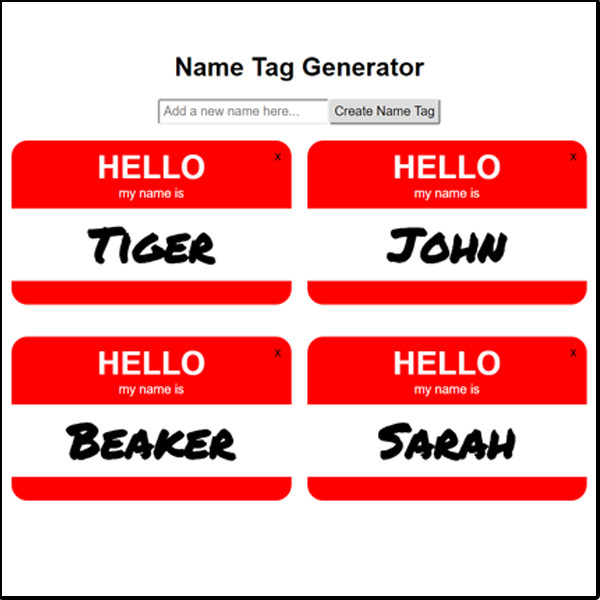 Name Tag Generator
Add a new name here... Create Name Tag
HELLO x
my name is
Tiger
HELLO x
my name is
John
HELLO x
my name is
Beaker
HELLO x
my name is
Sarah